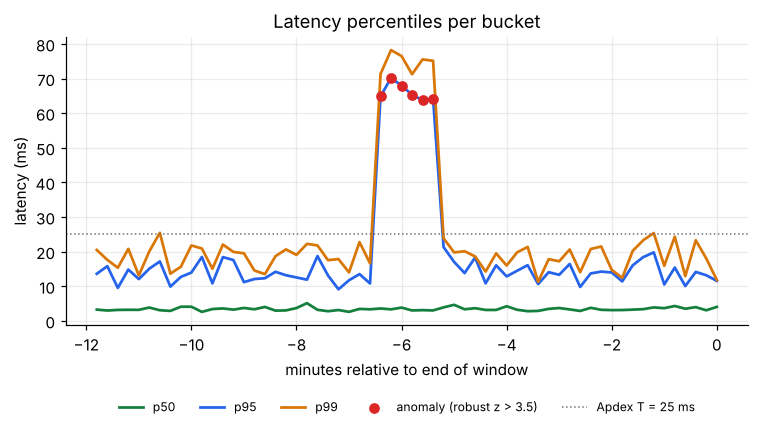 Latency percentiles per bucket
latency (ms)
80
70
60
50
40
30
20
10
0
−12 −10 −8 −6 −4 −2 0
minutes relative to end of window
p50 p95 p99 anomaly (robust z > 3.5) Apdex T = 25 ms